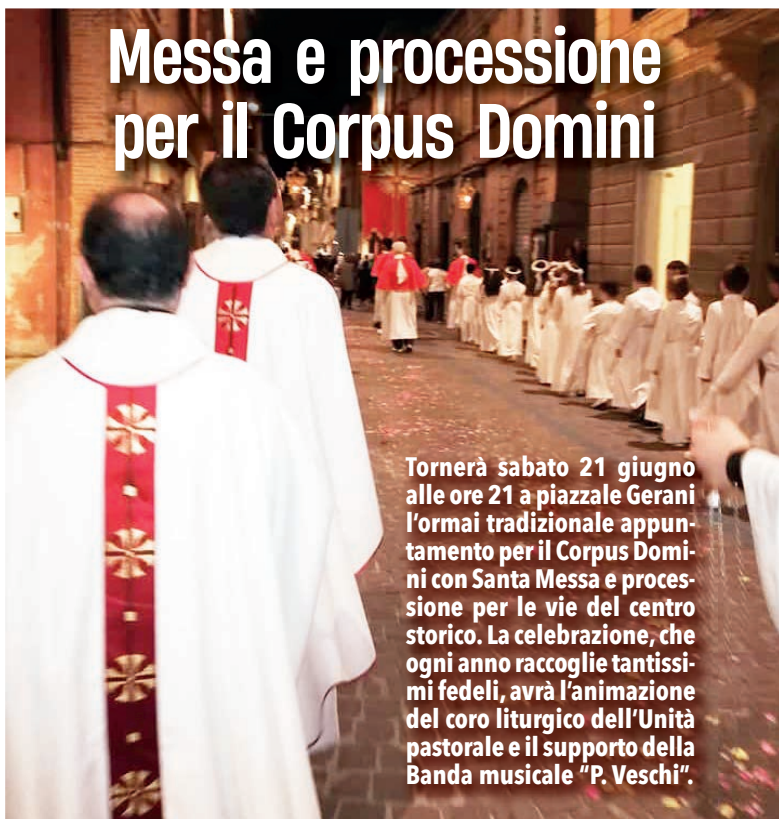 Messa e processione
per il Corpus Domini
Tornerà sabato 21 giugno
alle ore 21 a piazzale Gerani
l'ormai tradizionale appun-
tamento per il Corpus Domi-
ni con Santa Messa e proces-
sione per le vie del centro
storico. La celebrazione, che
ogni anno raccoglie tantissi-
mi fedeli, avrà l'animazione
del coro liturgico dell'Unità
pastorale e il supporto della
Banda musicale "P. Veschi".